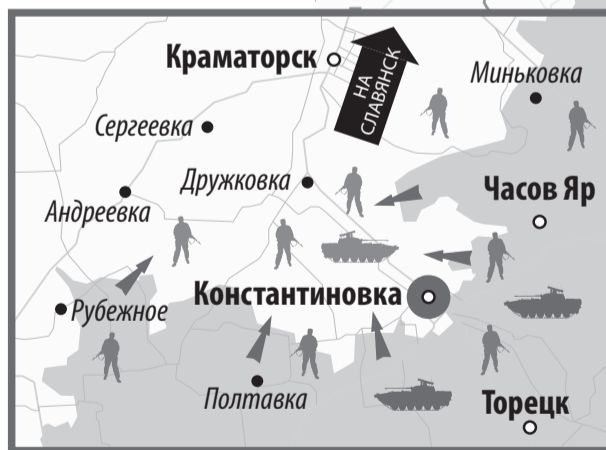 Краматорск
НА
СЛАВЯНСК
Миньковка
Сергеевка
Дружковка
Часов Яр
Андреевка
Константиновка
Рубежное
Полтавка
Торецк